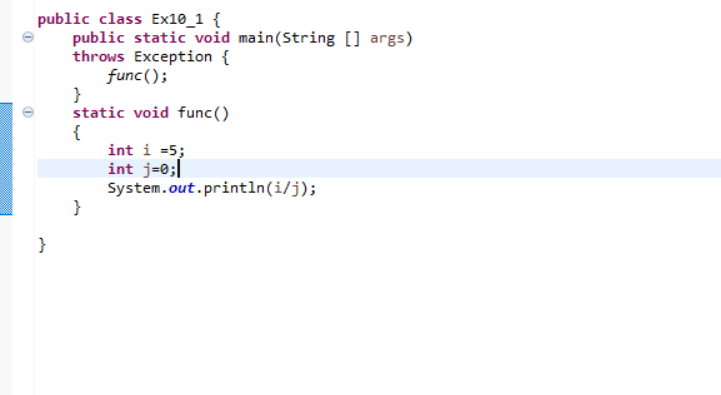 public class Ex10_1 {
    public static void main(String [] args)
    throws Exception {
        func();
    }
    static void func()
    {
        int i =5;
        int j=0;
        System.out.println(i/j);
    }
}